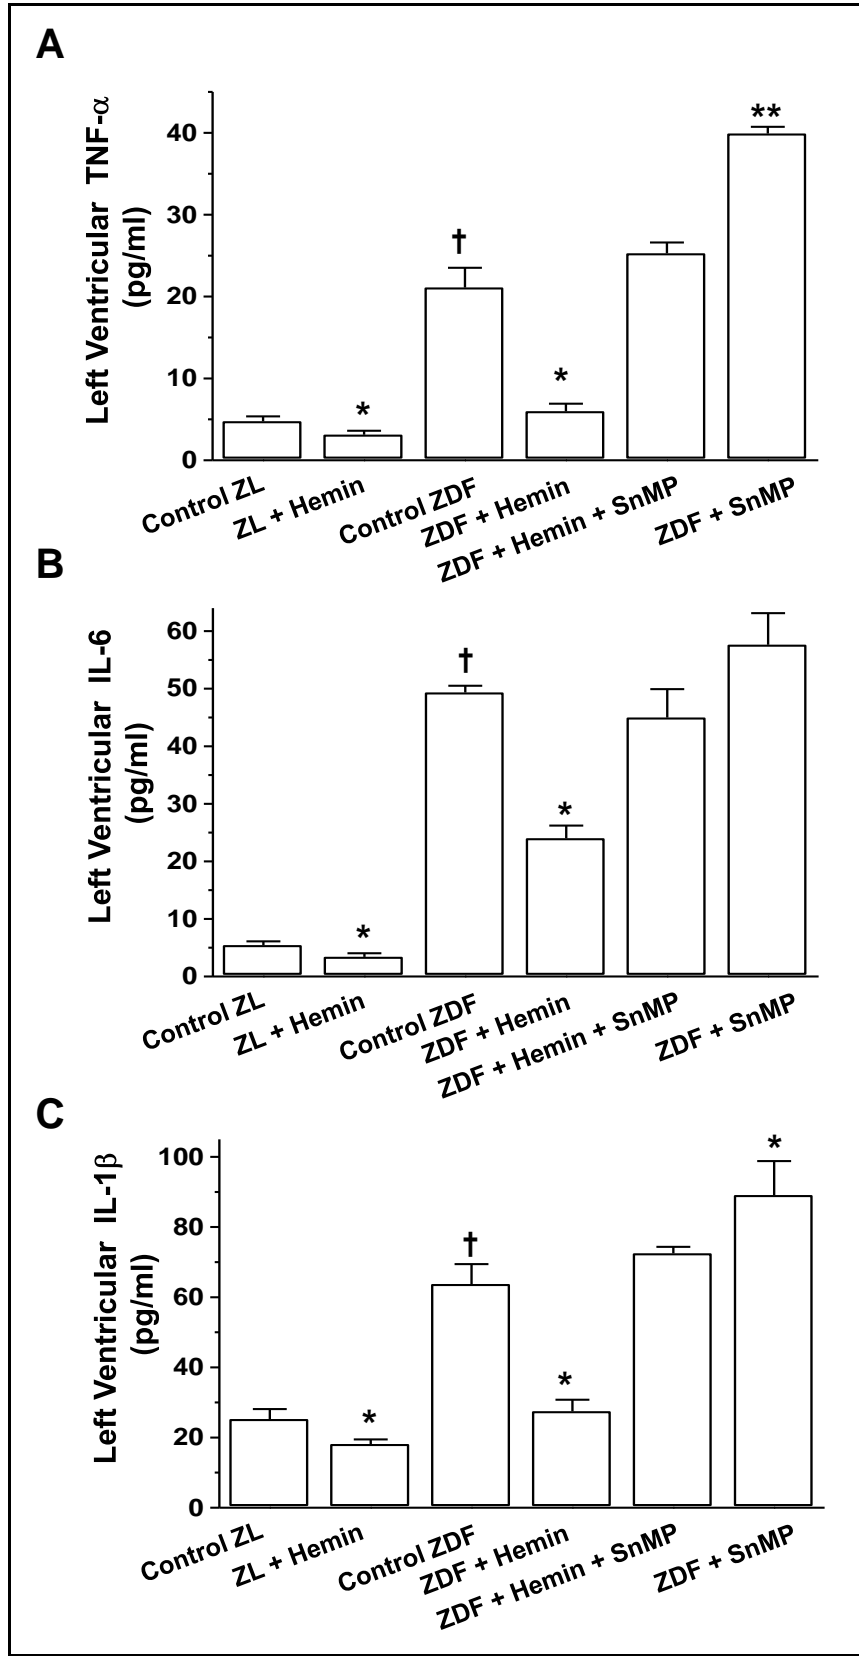 A
Left Ventricular TNF-α
(pg/ml)
40
30
20
10
0
*
†
*
**
Control ZL
ZL + Hemin
Control ZDF
ZDF + Hemin
ZDF + Hemin + SnMP
ZDF + SnMP
B
Left Ventricular IL-6
(pg/ml)
60
50
40
30
20
10
0
*
†
*
Control ZL
ZL + Hemin
Control ZDF
ZDF + Hemin
ZDF + Hemin + SnMP
ZDF + SnMP
C
Left Ventricular IL-1β
(pg/ml)
100
80
60
40
20
0
*
†
*
*
Control ZL
ZL + Hemin
Control ZDF
ZDF + Hemin
ZDF + Hemin + SnMP
ZDF + SnMP